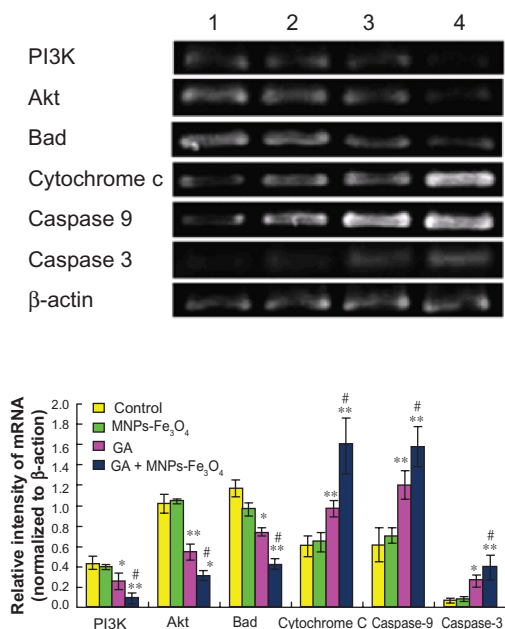 1 2 3 4
PI3K
Akt
Bad
Cytochrome c
Caspase 9
Caspase 3
β-actin
Relative intensity of mRNA
(normalized to β-action)
2.0
1.8
1.6
1.4
1.2
1.0
0.8
0.6
0.4
0.2
0.0
Control
MNPs-Fe₃O₄
GA
GA + MNPs-Fe₃O₄
*
#
**
**
#
*
*
#
**
**
#
**
**
#
**
*
#
**
PI3K Akt Bad Cytochrome C Caspase-9 Caspase-3